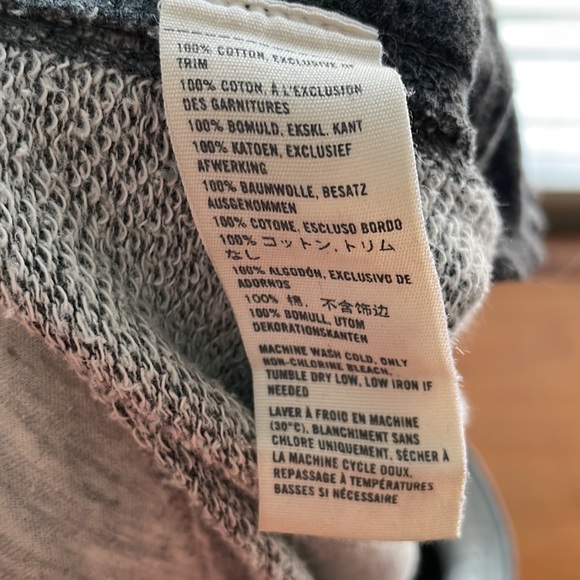 100% COTTON, EXCLUSIVE OF
TRIM
100% COTON, À L'EXCLUSION
DES GARNITURES
100% BOMULD, EKSKL. KANT
100% KATOEN, EXCLUSIEF
AFWERKING
100% BAUMWOLLE, BESATZ
AUSGENOMMEN
100% COTONE, ESCLUSO BORDO
100% コットン、トリム
なし
100% ALGODÓN, EXCLUSIVO DE
ADORNOS
100% 棉, 不含饰边
100% BOMULL, UTOM
DEKORATIONSKANTEN
MACHINE WASH COLD, ONLY
NON-CHLORINE BLEACH,
TUMBLE DRY LOW, LOW IRON IF
NEEDED
LAVER À FROID EN MACHINE
(30°C), BLANCHIMENT SANS
CHLORE UNIQUEMENT, SÉCHER À
LA MACHINE CYCLE DOUX.
REPASSAGE À TEMPÉRATURES
BASSES SI NÉCESSAIRE